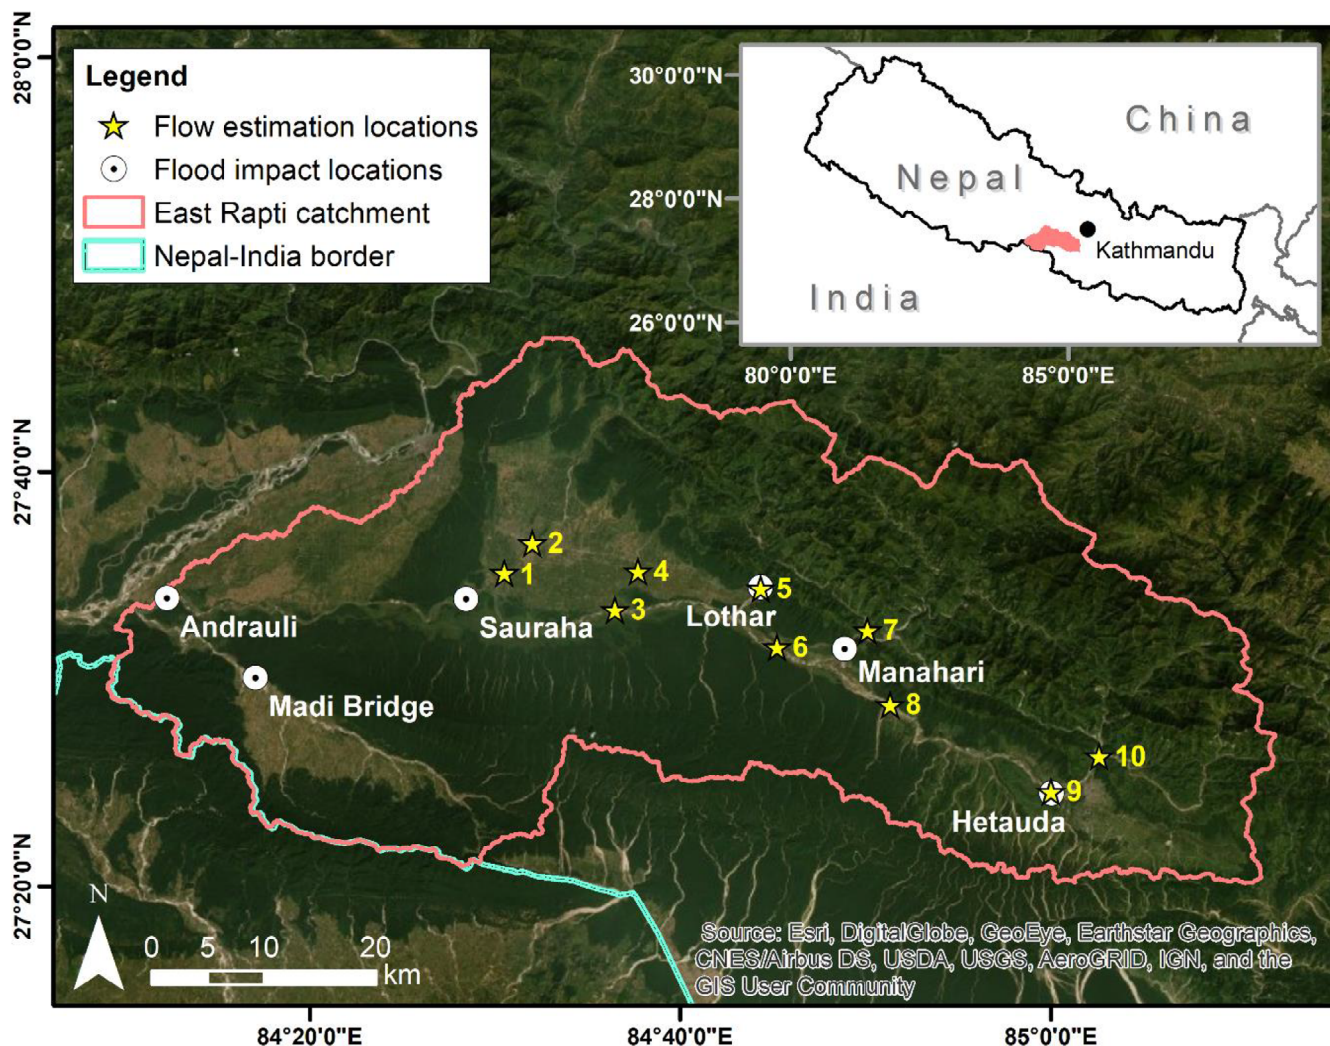 Legend
Flow estimation locations
Flood impact locations
East Rapti catchment
Nepal-India border
28°0'0"N
27°40'0"N
27°20'0"N
30°0'0"N
28°0'0"N
26°0'0"N
80°0'0"E
85°0'0"E
China
Nepal
Kathmandu
India
2
1
4
3
5
Lothar
6
7
Manahari
8
10
9
Hetauda
Andrauli
Sauraha
Madi Bridge
N
0 5 10 20
km
Source: Esri, DigitalGlobe, GeoEye, Earthstar Geographics,
CNES/Airbus DS, USDA, USGS, AeroGRID, IGN, and the
GIS User Community
84°20'0"E
84°40'0"E
85°0'0"E